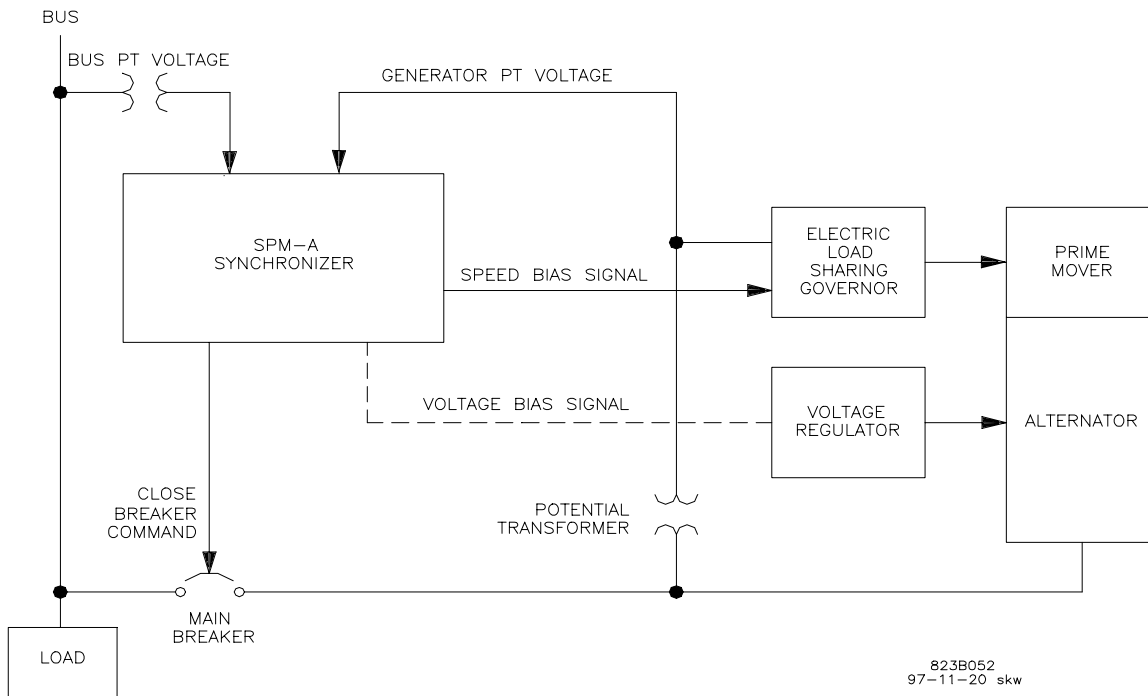 BUS
BUS PT VOLTAGE
GENERATOR PT VOLTAGE
SPM-A
SYNCHRONIZER
ELECTRIC
LOAD
SHARING
GOVERNOR
PRIME
MOVER
SPEED BIAS SIGNAL
VOLTAGE BIAS SIGNAL
VOLTAGE
REGULATOR
ALTERNATOR
CLOSE
BREAKER
COMMAND
POTENTIAL
TRANSFORMER
MAIN
BREAKER
LOAD
823B052
97-11-20 skw